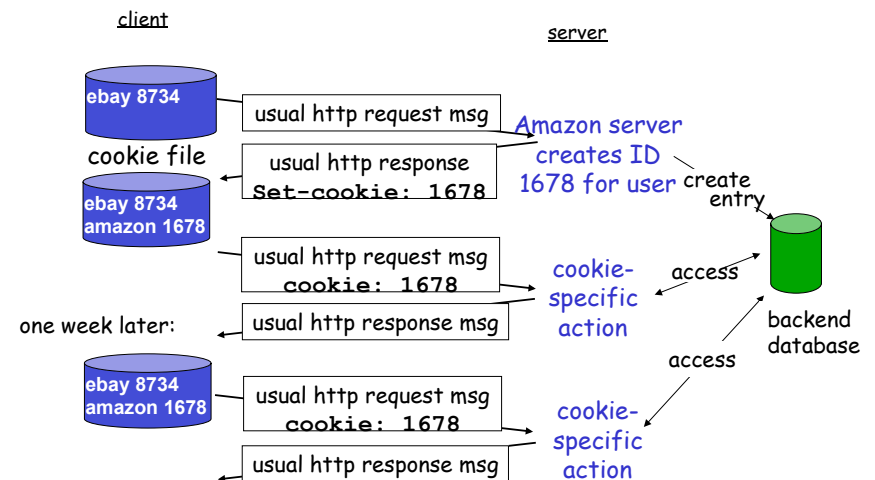 client
server
ebay 8734
usual http request msg
Amazon server
creates ID
1678 for user
cookie file
usual http response
Set-cookie: 1678
create
entry
ebay 8734
amazon 1678
usual http request msg
cookie: 1678
cookie-
specific
action
access
one week later:
usual http response msg
backend
database
access
ebay 8734
amazon 1678
usual http request msg
cookie: 1678
cookie-
specific
action
usual http response msg